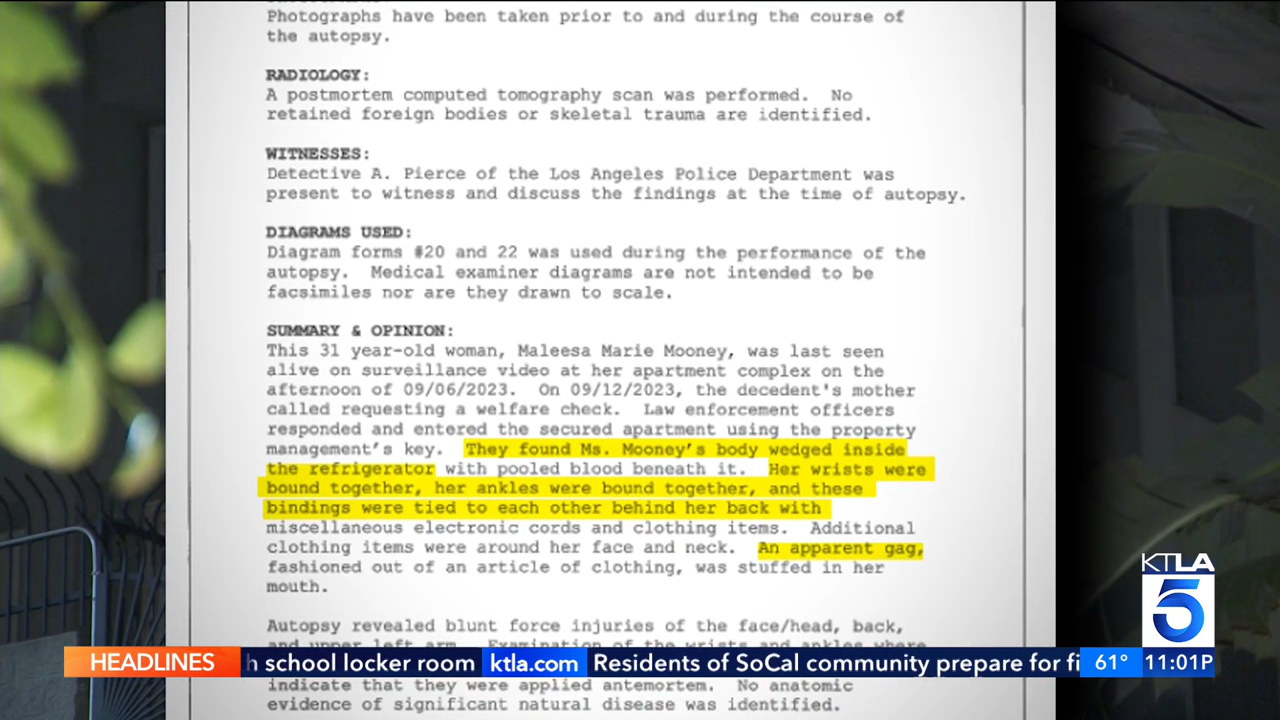 Photographs have been taken prior to and during the course of
the autopsy.
RADIOLOGY:
A postmortem computed tomography scan was performed. No
retained foreign bodies or skeletal trauma are identified.
WITNESSES:
Detective A. Pierce of the Los Angeles Police Department was
present to witness and discuss the findings at the time of autopsy.
DIAGRAMS USED:
Diagram forms #20 and 22 was used during the performance of the
autopsy. Medical examiner diagrams are not intended to be
facsimiles nor are they drawn to scale.
SUMMARY & OPINION:
This 31 year-old woman, Maleesa Marie Mooney, was last seen
alive on surveillance video at her apartment complex on the
afternoon of 09/06/2023. On 09/12/2023, the decedent's mother
called requesting a welfare check. Law enforcement officers
responded and entered the secured apartment using the property
management's key. They found Ms. Mooney's body wedged inside
the refrigerator with pooled blood beneath it. Her wrists were
bound together, her ankles were bound together, and these
bindings were tied to each other behind her back with
miscellaneous electronic cords and clothing items. Additional
clothing items were around her face and neck. An apparent gag,
fashioned out of an article of clothing, was stuffed in her
mouth.
Autopsy revealed blunt force injuries of the face/head, back,
and upper left arm. Examination of the wrists and ankles where
indicate that they were applied antemortem. No anatomic
evidence of significant natural disease was identified.
KTLA
5
HEADLINES h school locker room ktla.com Residents of SoCal community prepare for fi 61° 11:01P